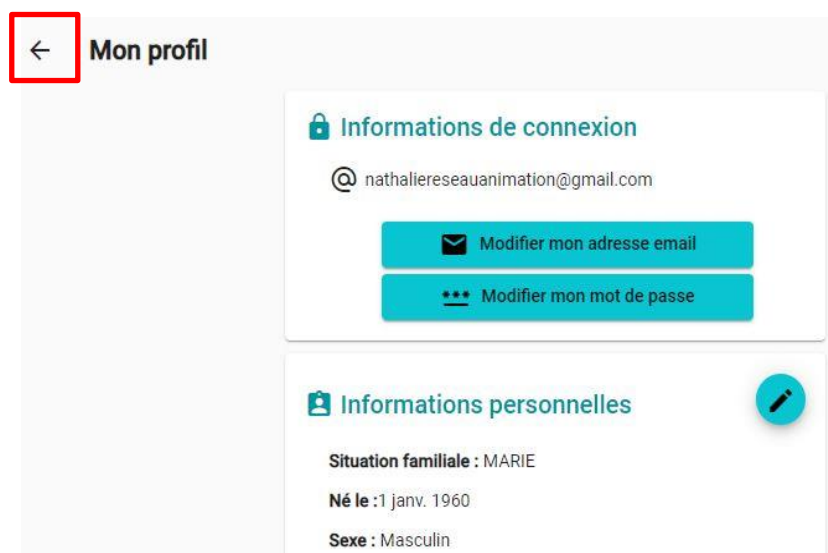 Mon profil
Informations de connexion
nathaliereseauanimation@gmail.com
Modifier mon adresse email
Modifier mon mot de passe
Informations personnelles
Situation familiale : MARIE
Né le :1 janv. 1960
Sexe : Masculin